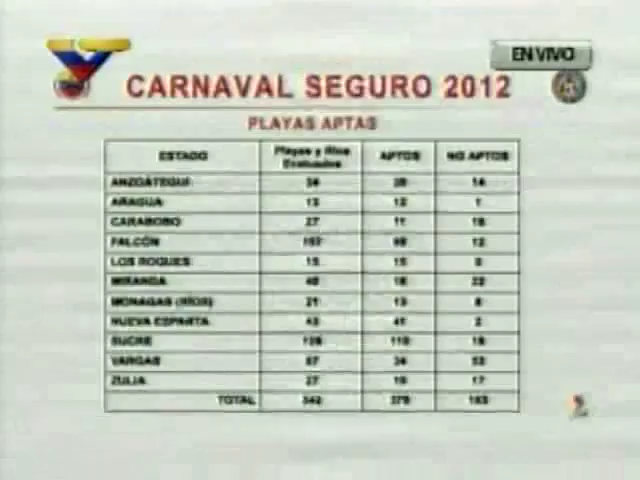 EN VIVO
CARNAVAL SEGURO 2012
PLAYAS APTAS
ESTADO Playas y Ríos Evaluados APTOS NO APTOS
ANZOÁTEGUI 34 20 14
ARAGUA 13 12 1
CARABOBO 27 11 16
FALCÓN 107 95 12
LOS ROQUES 15 15 0
MIRANDA 40 18 22
MONAGAS (RÍOS) 21 13 8
NUEVA ESPARTA 43 41 2
SUCRE 128 110 18
VARGAS 87 34 53
ZULIA 27 10 17
TOTAL 542 379 163